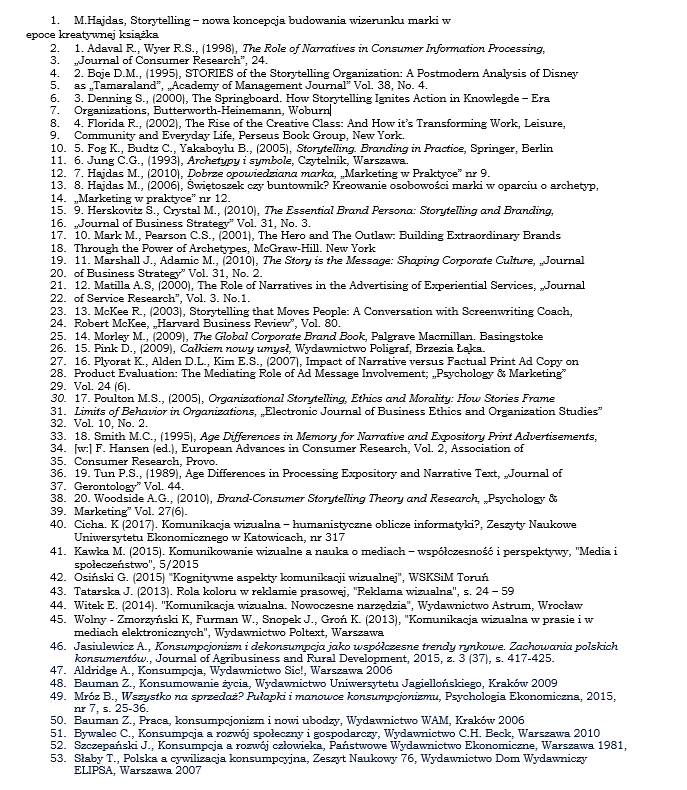 1. M.Hajdas, Storytelling – nowa koncepcja budowania wizerunku marki w
epoce kreatywnej książka
2. 1. Adaval R., Wyer R.S., (1998), The Role of Narratives in Consumer Information Processing,
3. „Journal of Consumer Research”, 24.
4. 2. Boje D.M., (1995), STORIES of the Storytelling Organization: A Postmodern Analysis of Disney
5. as „Tamaraland”, „Academy of Management Journal” Vol. 38, No. 4.
6. 3. Denning S., (2000), The Springboard. How Storytelling Ignites Action in Knowlegde – Era
7. Organizations, Butterworth-Heinemann, Woburn
8. 4. Florida R., (2002), The Rise of the Creative Class: And How it's Transforming Work, Leisure,
9. Community and Everyday Life, Perseus Book Group, New York.
10. 5. Fog K., Budtz C., Yakaboylu B., (2005), Storytelling. Branding in Practice, Springer, Berlin
11. 6. Jung C.G., (1993), Archetypy i symbole, Czytelnik, Warszawa.
12. 7. Hajdas M., (2010), Dobrze opowiedziana marka, „Marketing w Praktyce” nr 9.
13. 8. Hajdas M., (2006), Świętoszek czy buntownik? Kreowanie osobowości marki w oparciu o archetyp,
14. „Marketing w praktyce” nr 12.
15. 9. Herskovitz S., Crystal M., (2010), The Essential Brand Persona: Storytelling and Branding,
16. „Journal of Business Strategy” Vol. 31, No. 3.
17. 10. Mark M., Pearson C.S., (2001), The Hero and The Outlaw: Building Extraordinary Brands
18. Through the Power of Archetypes, McGraw-Hill. New York
19. 11. Marshall J., Adamic M., (2010), The Story is the Message: Shaping Corporate Culture, „Journal
20. of Business Strategy” Vol. 31, No. 2.
21. 12. Matilla A.S, (2000), The Role of Narratives in the Advertising of Experiential Services, „Journal
22. of Service Research”, Vol. 3. No.1.
23. 13. McKee R., (2003), Storytelling that Moves People: A Conversation with Screenwriting Coach,
24. Robert McKee, „Harvard Business Review”, Vol. 80.
25. 14. Morley M., (2009), The Global Corporate Brand Book, Palgrave Macmillan. Basingstoke
26. 15. Pink D., (2009), Całkiem nowy umysł, Wydawnictwo Poligraf, Brzezia Łąka.
27. 16. Plyorat K., Alden D.L., Kim E.S., (2007), Impact of Narrative versus Factual Print Ad Copy on
28. Product Evaluation: The Mediating Role of Ad Message Involvement; „Psychology & Marketing”
29. Vol. 24 (6).
30. 17. Poulton M.S., (2005), Organizational Storytelling, Ethics and Morality: How Stories Frame
31. Limits of Behavior in Organizations, „Electronic Journal of Business Ethics and Organization Studies”
32. Vol. 10, No. 2.
33. 18. Smith M.C., (1995), Age Differences in Memory for Narrative and Expository Print Advertisements,
34. [w:] F. Hansen (ed.), European Advances in Consumer Research, Vol. 2, Association of
35. Consumer Research, Provo.
36. 19. Tun P.S., (1989), Age Differences in Processing Expository and Narrative Text, „Journal of
37. Gerontology” Vol. 44.
38. 20. Woodside A.G., (2010), Brand-Consumer Storytelling Theory and Research, „Psychology &
39. Marketing” Vol. 27(6).
40. Cicha. K (2017). Komunikacja wizualna – humanistyczne oblicze informatyki?, Zeszyty Naukowe
Uniwersytetu Ekonomicznego w Katowicach, nr 317
41. Kawka M. (2015). Komunikowanie wizualne a nauka o mediach – współczesność i perspektywy, "Media i
społeczeństwo", 5/2015
42. Osiński G. (2015) "Kognitywne aspekty komunikacji wizualnej", WSKSiM Toruń
43. Tatarska J. (2013). Rola koloru w reklamie prasowej, "Reklama wizualna", s. 24 – 59
44. Witek E. (2014). "Komunikacja wizualna. Nowoczesne narzędzia", Wydawnictwo Astrum, Wrocław
45. Wolny - Zmorzyński K, Furman W., Snopek J., Groń K. (2013), "Komunikacja wizualna w prasie i w
mediach elektronicznych", Wydawnictwo Poltext, Warszawa
46. Jasiulewicz A., Konsumpcjonizm i dekonsumpcja jako współczesne trendy rynkowe. Zachowania polskich
konsumentów., Journal of Agribusiness and Rural Development, 2015, z. 3 (37), s. 417-425.
47. Aldridge A., Konsumpcja, Wydawnictwo Sic!, Warszawa 2006
48. Bauman Z., Konsumowanie życia, Wydawnictwo Uniwersytetu Jagiellońskiego, Kraków 2009
49. Mróz B., Wszystko na sprzedaż? Pułapki i manowce konsumpcjonizmu, Psychologia Ekonomiczna, 2015,
nr 7, s. 25-36.
50. Bauman Z., Praca, konsumpcjonizm i nowi ubodzy, Wydawnictwo WAM, Kraków 2006
51. Bywalec C., Konsumpcja a rozwój społeczny i gospodarczy, Wydawnictwo C.H. Beck, Warszawa 2010
52. Szczepański J., Konsumpcja a rozwój człowieka, Państwowe Wydawnictwo Ekonomiczne, Warszawa 1981,
53. Słaby T., Polska a cywilizacja konsumpcyjna, Zeszyt Naukowy 76, Wydawnictwo Dom Wydawniczy
ELIPSA, Warszawa 2007